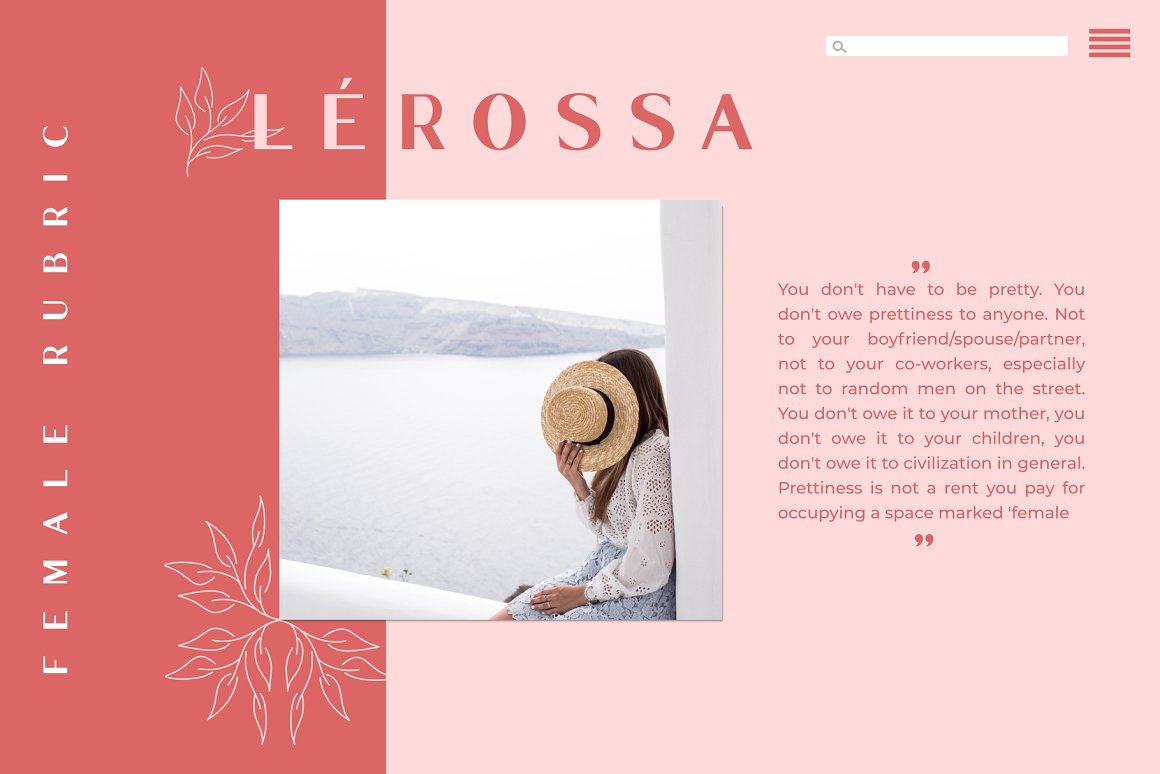 LÉROSSA
FEMALE RUBRIC
”
You don't have to be pretty. You
don't owe prettiness to anyone. Not
to your boyfriend/spouse/partner,
not to your co-workers, especially
not to random men on the street.
You don't owe it to your mother, you
don't owe it to your children, you
don't owe it to civilization in general.
Prettiness is not a rent you pay for
occupying a space marked 'female
”